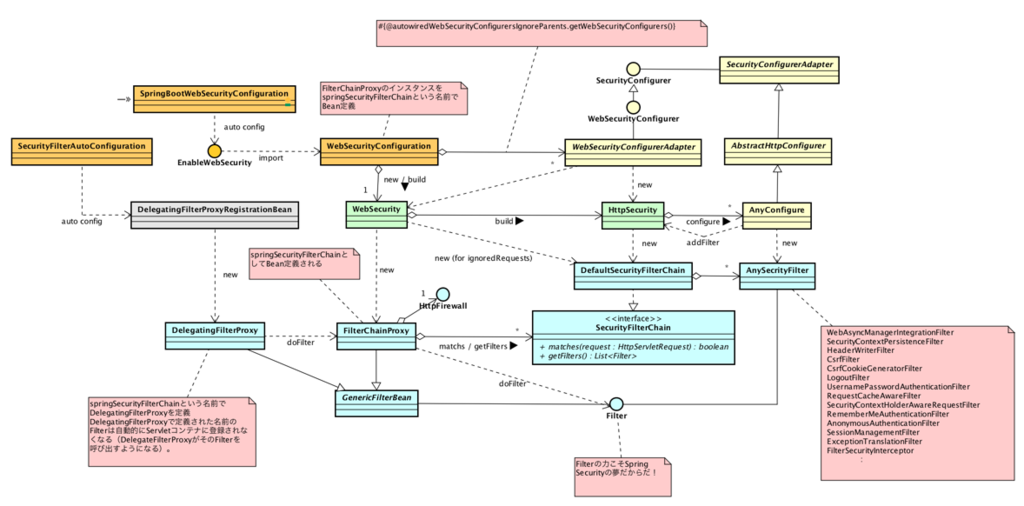 #{@autowiredWebSecurityConfigurersIgnoreParents.getWebSecurityConfigurers()}
SecurityConfigurerAdapter
SecurityConfigurer
SpringBootWebSecurityConfiguration
FilterChainProxyのインスタンスを
springSecurityFilterChainという名前で
Bean定義
WebSecurityConfigurer
auto config
SecurityFilterAutoConfiguration
EnableWebSecurity
import
WebSecurityConfiguration
WebSecurityConfigurerAdapter
AbstractHttpConfigurer
*
new / build
1
new
auto config
DelegatingFilterProxyRegistrationBean
WebSecurity
build
HttpSecurity
*
configure
AnyConfigure
addFilter
springSecurityFilterChainと
してBean定義される
new
new
new (for ignoredRequests)
new
new
DefaultSecurityFilterChain
*
AnySecrityFilter
1
HttpFirewall
DelegatingFilterProxy
doFilter
FilterChainProxy
*
matchs / getFilters
<<interface>>
SecurityFilterChain
+ matches(request : HttpServletRequest) : boolean
+ getFilters() : List<Filter>
doFilter
GenericFilterBean
Filter
springSecurityFilterChainという名前で
DelegatingFilterProxyを定義
DelegatingFilterProxyで定義された名前の
Filterは自動的にServletコンテナに登録されな
くなる（DelegateFilterProxyがそのFilterを
呼び出すようになる）。
Filterの力こそSpring
Securityの夢だからだ！
WebAsyncManagerIntegrationFilter
SecurityContextPersistenceFilter
HeaderWriterFilter
CsrfFilter
CsrfCookieGeneratorFilter
LogoutFilter
UsernamePasswordAuthenticationFilter
RequestCacheAwareFilter
SecurityContextHolderAwareRequestFilter
RememberMeAuthenticationFilter
AnonymousAuthenticationFilter
SessionManagementFilter
ExceptionTranslationFilter
FilterSecurityInterceptor
: